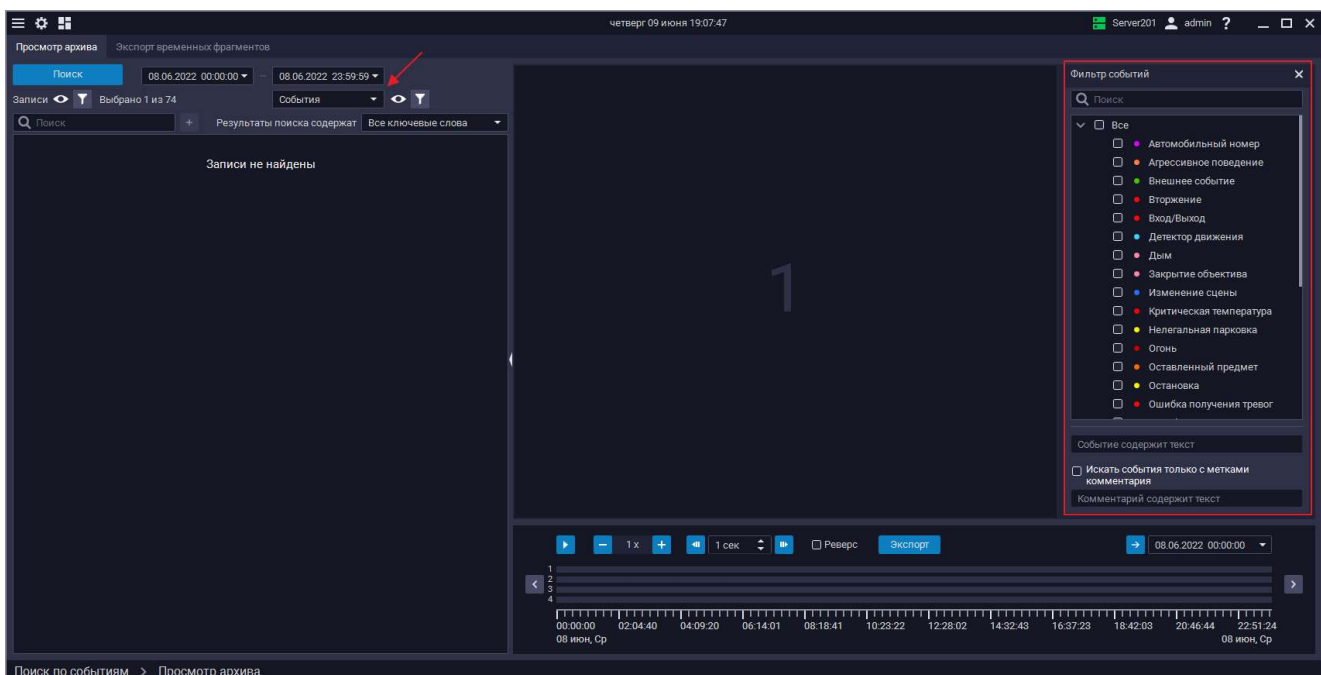 четверг 09 июня 19:07:47
Server201 admin ?
Просмотр архива Экспорт временных фрагментов
Поиск 08.06.2022 00:00:00 – 08.06.2022 23:59:59
Записи Выбрано 1 из 74 События
Поиск + Результаты поиска содержат Все ключевые слова
Записи не найдены
1
Фильтр событий
Поиск
Все
Автомобильный номер
Агрессивное поведение
Внешнее событие
Вторжение
Вход/Выход
Детектор движения
Дым
Закрытие объектива
Изменение сцены
Критическая температура
Нелегальная парковка
Огонь
Оставленный предмет
Остановка
Ошибка получения тревог
Событие содержит текст
Искать события только с метками
комментария
Комментарий содержит текст
– 1 x + 1 сек Реверс Экспорт 08.06.2022 00:00:00
1
2
3
4
00:00:00 02:04:40 04:09:20 06:14:01 08:18:41 10:23:22 12:28:02 14:32:43 16:37:23 18:42:03 20:46:44 22:51:24
08 июн, Ср 08 июн, Ср
Поиск по событиям > Просмотр архива